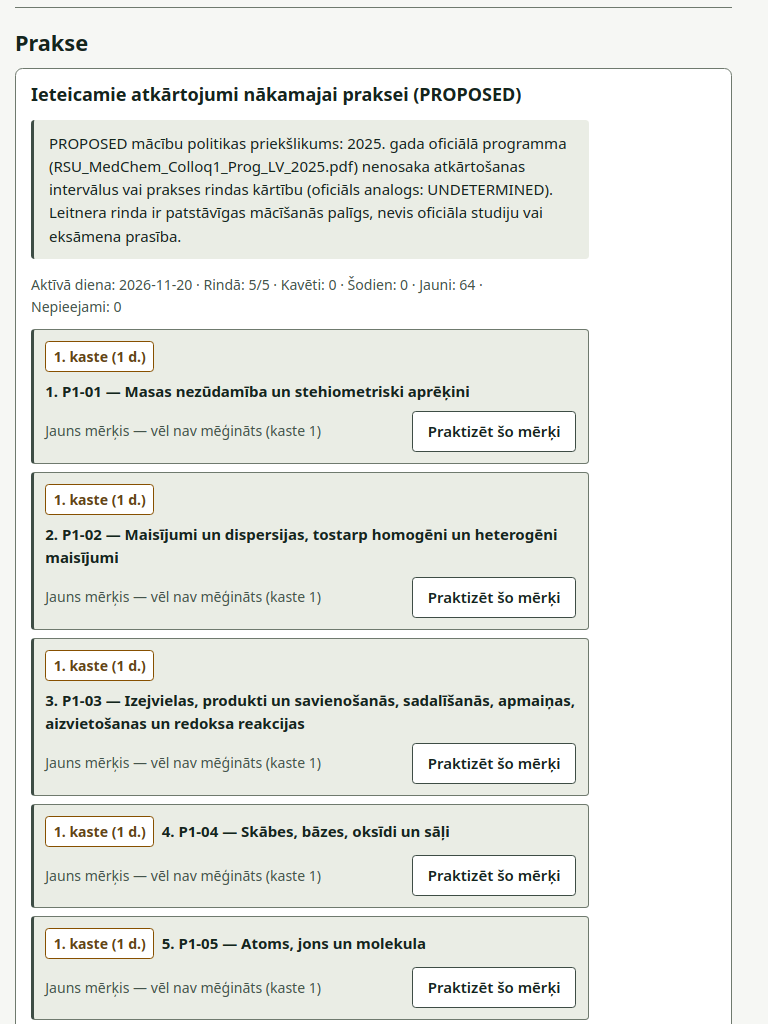 Prakse
Ieteicamie atkārtojumi nākamajai praksei (PROPOSED)
PROPOSED mācību politikas priekšlikums: 2025. gada oficiālā programma
(RSU_MedChem_Colloq1_Prog_LV_2025.pdf) nenosaka atkārtošanas
intervālus vai prakses rindas kārtību (oficiāls analogs: UNDETERMINED).
Leitnera rinda ir patstāvīgas mācīšanās palīgs, nevis oficiāla studiju vai
eksāmena prasība.
Aktīvā diena: 2026-11-20 · Rindā: 5/5 · Kavēti: 0 · Šodien: 0 · Jauni: 64 ·
Nepieejami: 0
1. kaste (1 d.)
1. P1-01 — Masas nezūdamība un stehiometriski aprēķini
Jauns mērķis — vēl nav mēģināts (kaste 1)
Praktizēt šo mērķi
1. kaste (1 d.)
2. P1-02 — Maisījumi un dispersijas, tostarp homogēni un heterogēni
maisījumi
Jauns mērķis — vēl nav mēģināts (kaste 1)
Praktizēt šo mērķi
1. kaste (1 d.)
3. P1-03 — Izejvielas, produkti un savienošanās, sadalīšanās, apmaiņas,
aizvietošanas un redoksa reakcijas
Jauns mērķis — vēl nav mēģināts (kaste 1)
Praktizēt šo mērķi
1. kaste (1 d.) 4. P1-04 — Skābes, bāzes, oksīdi un sāļi
Jauns mērķis — vēl nav mēģināts (kaste 1)
Praktizēt šo mērķi
1. kaste (1 d.) 5. P1-05 — Atoms, jons un molekula
Jauns mērķis — vēl nav mēģināts (kaste 1)
Praktizēt šo mērķi